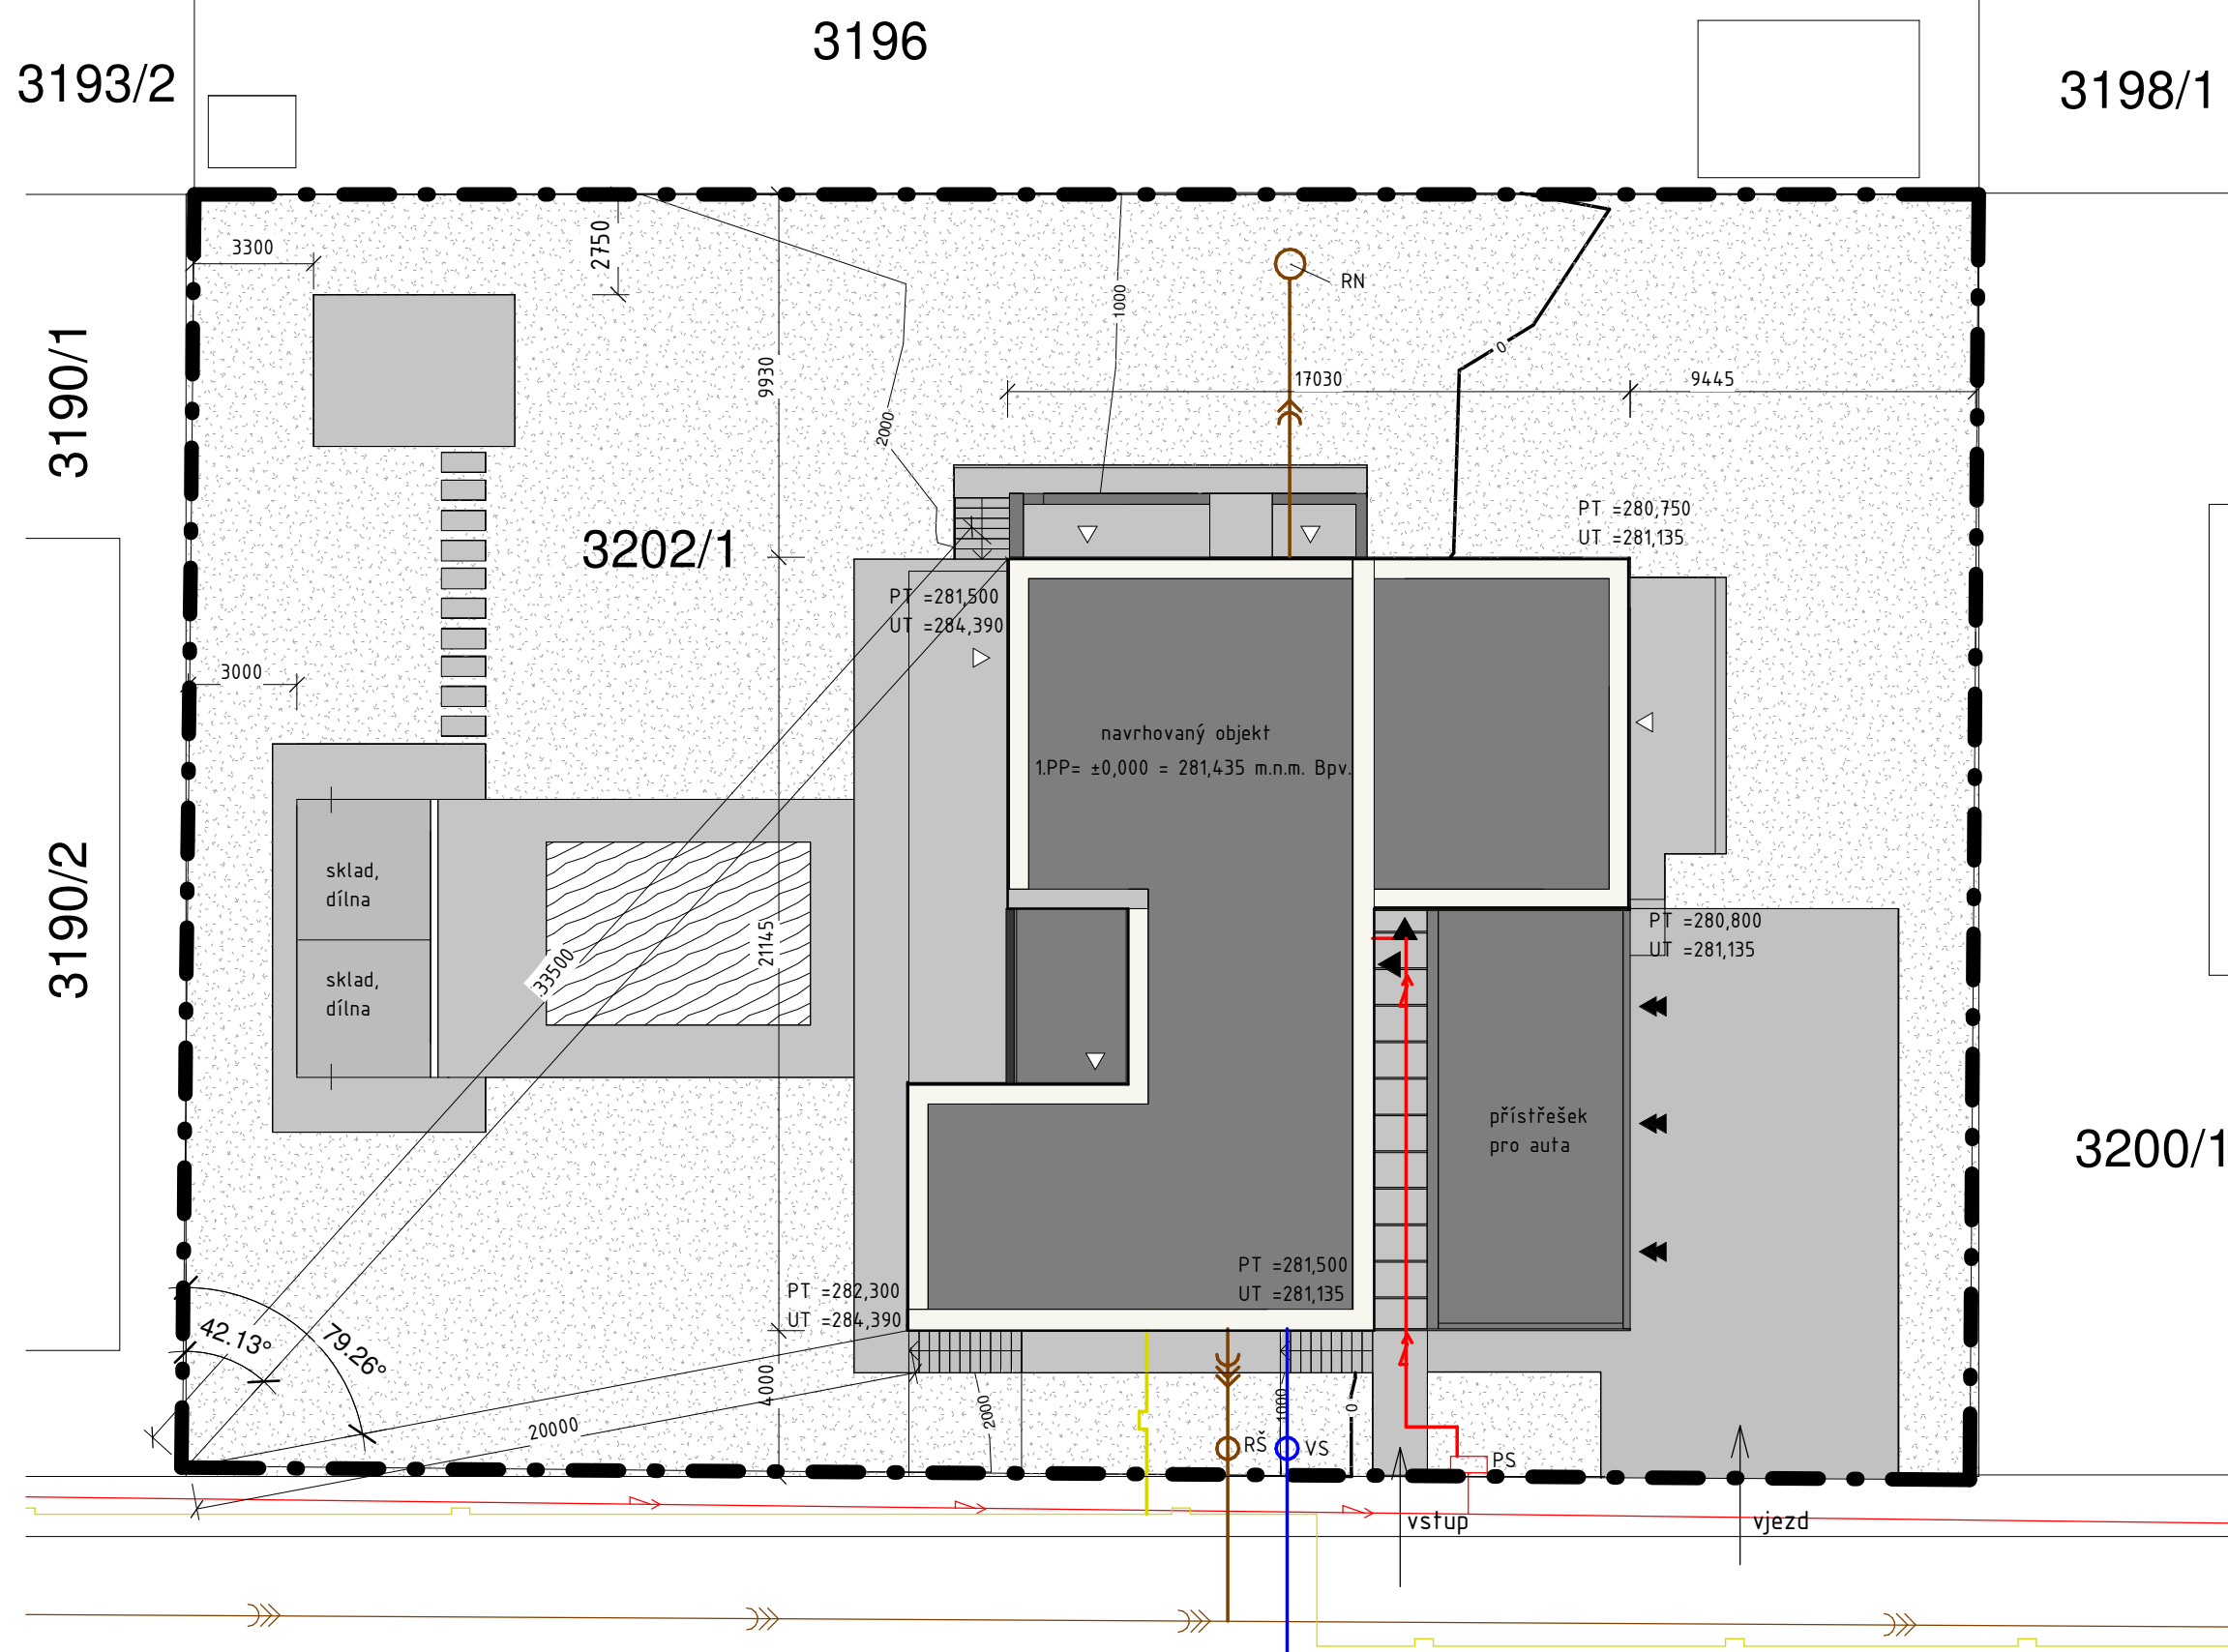 3196
3193/2
3198/1
3300
2750
1000
RN
3190/1
9930
17030
9445
0
2000
PT =280,750
UT =281,135
3202/1
PT =281,500
UT =284,390
3000
navrhovaný objekt
1.PP= ±0,000 = 281,435 m.n.m. Bpv.
sklad,
dílna
3190/2
33500
21145
PT =280,800
UT =281,135
sklad,
dílna
přístřešek
pro auta
3200/1
PT =281,500
UT =281,135
PT =282,300
UT =284,390
42.13°
79.26°
4000
2000
1000
0
20000
RŠ
VS
PS
vstup
vjezd